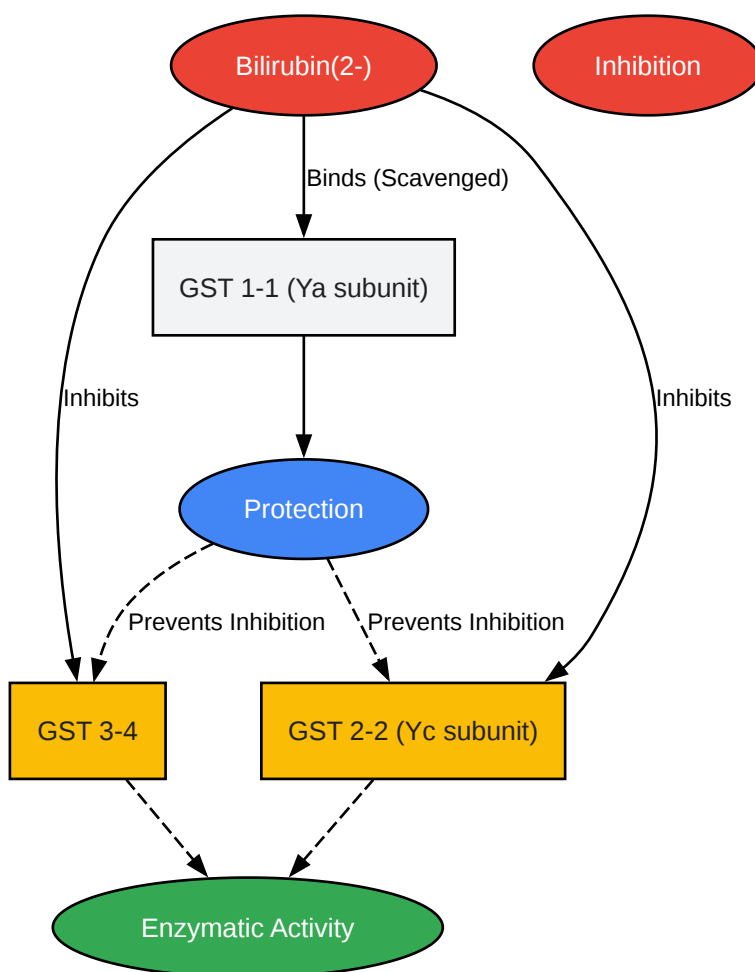 Bilirubin(2-)
Inhibition
Binds (Scavenged)
GST 1-1 (Ya subunit)
Inhibits
Inhibits
Protection
Prevents Inhibition
Prevents Inhibition
GST 3-4
GST 2-2 (Yc subunit)
Enzymatic Activity